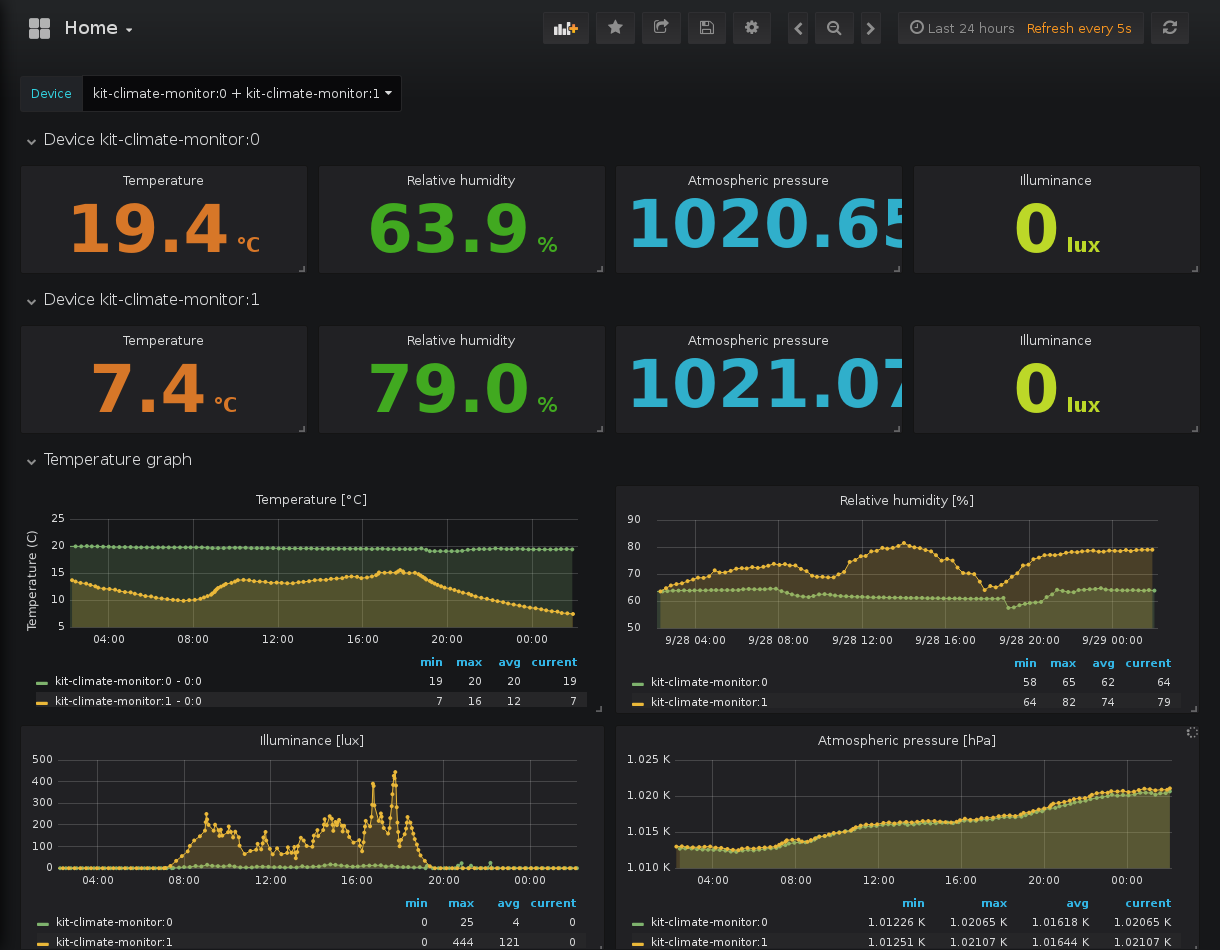 Home
Last 24 hours Refresh every 5s
Device kit-climate-monitor:0 + kit-climate-monitor:1
Device kit-climate-monitor:0
Temperature Relative humidity Atmospheric pressure Illuminance
19.4 °C 63.9 % 1020.65 0 lux
Device kit-climate-monitor:1
Temperature Relative humidity Atmospheric pressure Illuminance
7.4 °C 79.0 % 1021.07 0 lux
Temperature graph
Temperature [°C]
Temperature (C)
25
20
15
10
5
04:00 08:00 12:00 16:00 20:00 00:00
min max avg current
kit-climate-monitor:0 - 0:0 19 20 20 19
kit-climate-monitor:1 - 0:0 7 16 12 7
Relative humidity [%]
90
80
70
60
50
9/28 04:00 9/28 08:00 9/28 12:00 9/28 16:00 9/28 20:00 9/29 00:00
min max avg current
kit-climate-monitor:0 58 65 62 64
kit-climate-monitor:1 64 82 74 79
Illuminance [lux]
500
400
300
200
100
0
04:00 08:00 12:00 16:00 20:00 00:00
min max avg current
kit-climate-monitor:0 0 25 4 0
kit-climate-monitor:1 0 444 121 0
Atmospheric pressure [hPa]
1.025 K
1.020 K
1.015 K
1.010 K
04:00 08:00 12:00 16:00 20:00 00:00
min max avg current
kit-climate-monitor:0 1.01226 K 1.02065 K 1.01618 K 1.02065 K
kit-climate-monitor:1 1.01251 K 1.02107 K 1.01644 K 1.02107 K